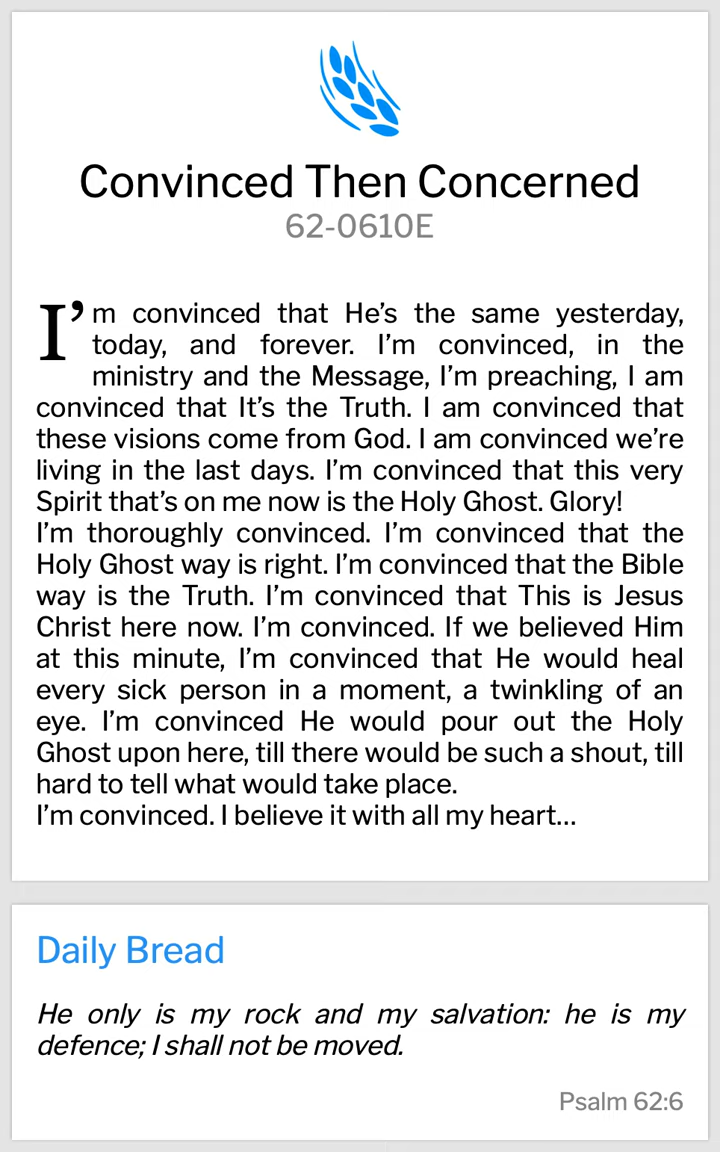 Convinced Then Concerned
62-0610E
I’m convinced that He’s the same yesterday,
today, and forever. I’m convinced, in the
ministry and the Message, I’m preaching, I am
convinced that It’s the Truth. I am convinced that
these visions come from God. I am convinced we’re
living in the last days. I’m convinced that this very
Spirit that’s on me now is the Holy Ghost. Glory!
I’m thoroughly convinced. I’m convinced that the
Holy Ghost way is right. I’m convinced that the Bible
way is the Truth. I’m convinced that This is Jesus
Christ here now. I’m convinced. If we believed Him
at this minute, I’m convinced that He would heal
every sick person in a moment, a twinkling of an
eye. I’m convinced He would pour out the Holy
Ghost upon here, till there would be such a shout, till
hard to tell what would take place.
I’m convinced. I believe it with all my heart...
Daily Bread
He only is my rock and my salvation: he is my
defence; I shall not be moved.
Psalm 62:6